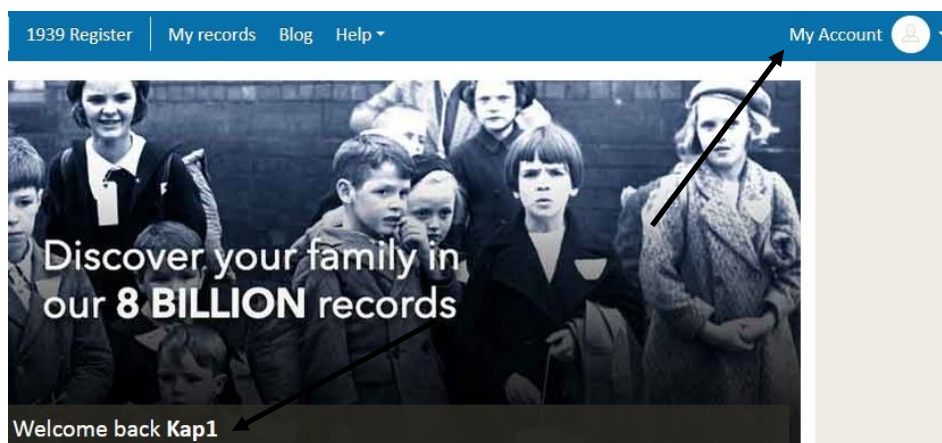 1939 Register My records Blog Help My Account
Discover your family in
our 8 BILLION records
Welcome back Kap1